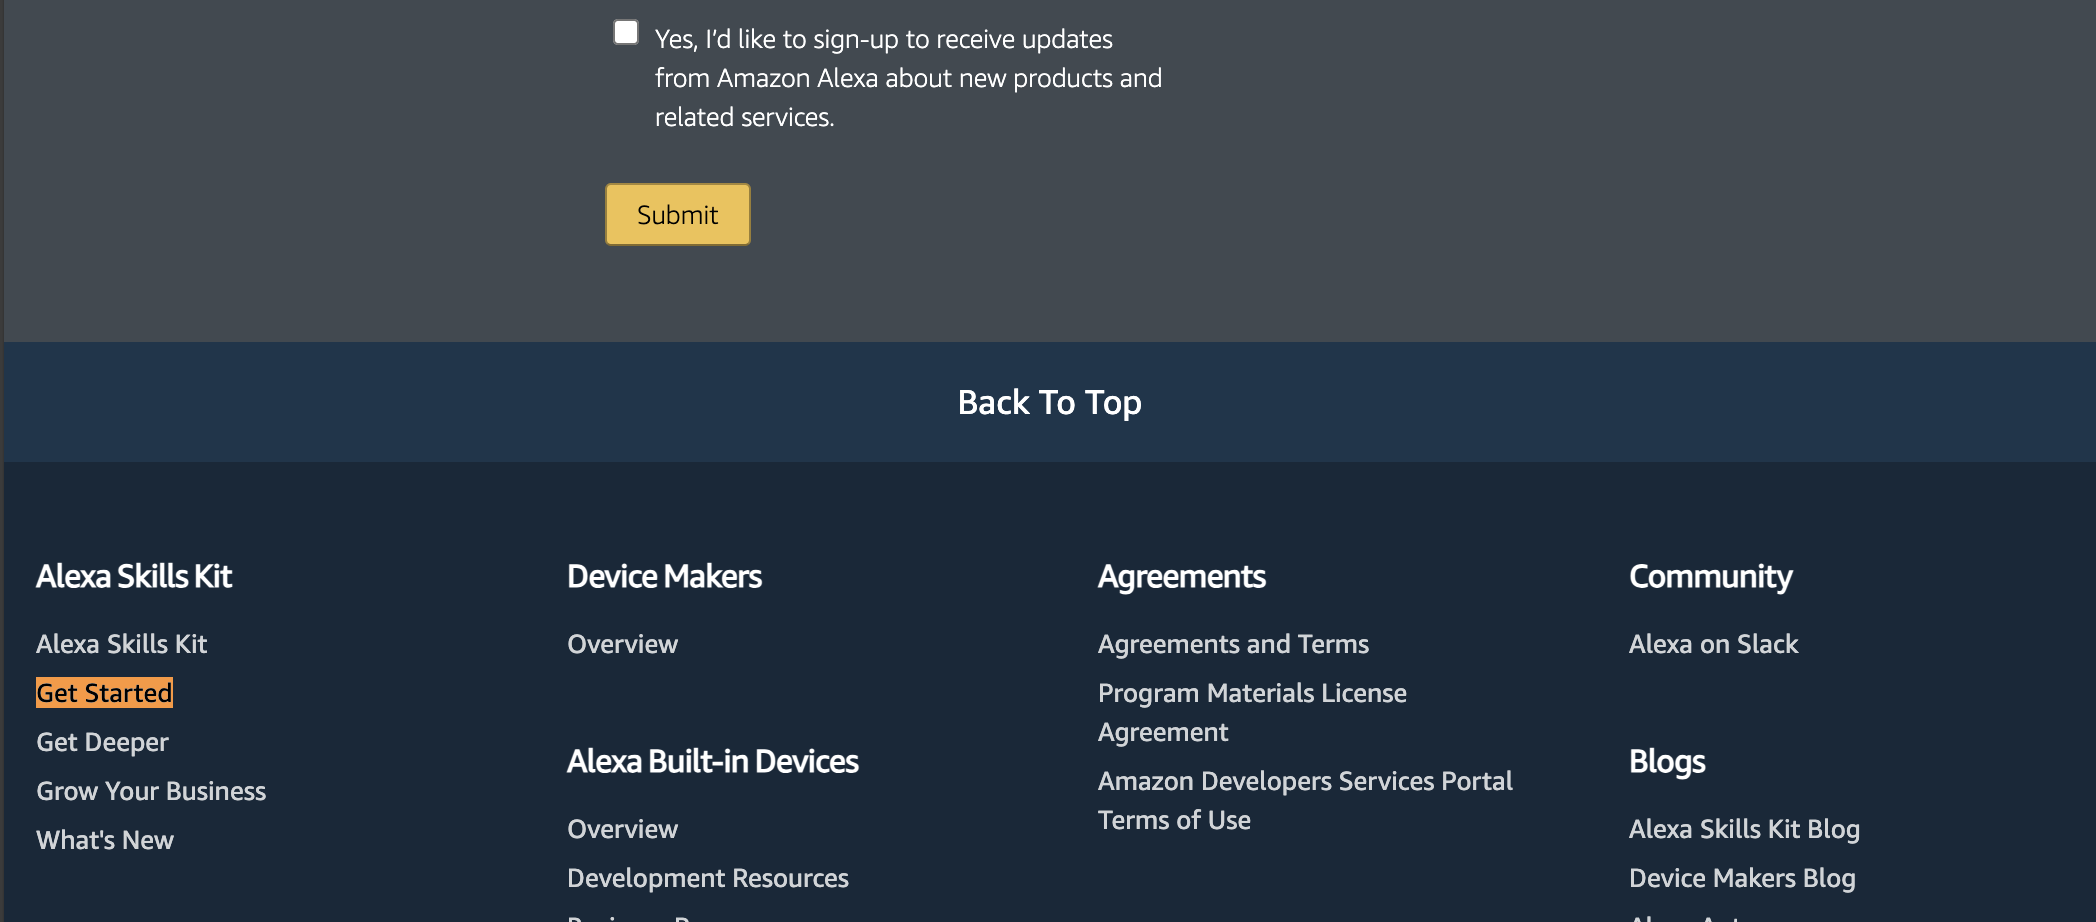 Yes, I'd like to sign-up to receive updates
from Amazon Alexa about new products and
related services.
Submit
Back To Top
Alexa Skills Kit
Alexa Skills Kit
Get Started
Get Deeper
Grow Your Business
What's New
Device Makers
Overview
Alexa Built-in Devices
Overview
Development Resources
Agreements
Agreements and Terms
Program Materials License
Agreement
Amazon Developers Services Portal
Terms of Use
Community
Alexa on Slack
Blogs
Alexa Skills Kit Blog
Device Makers Blog